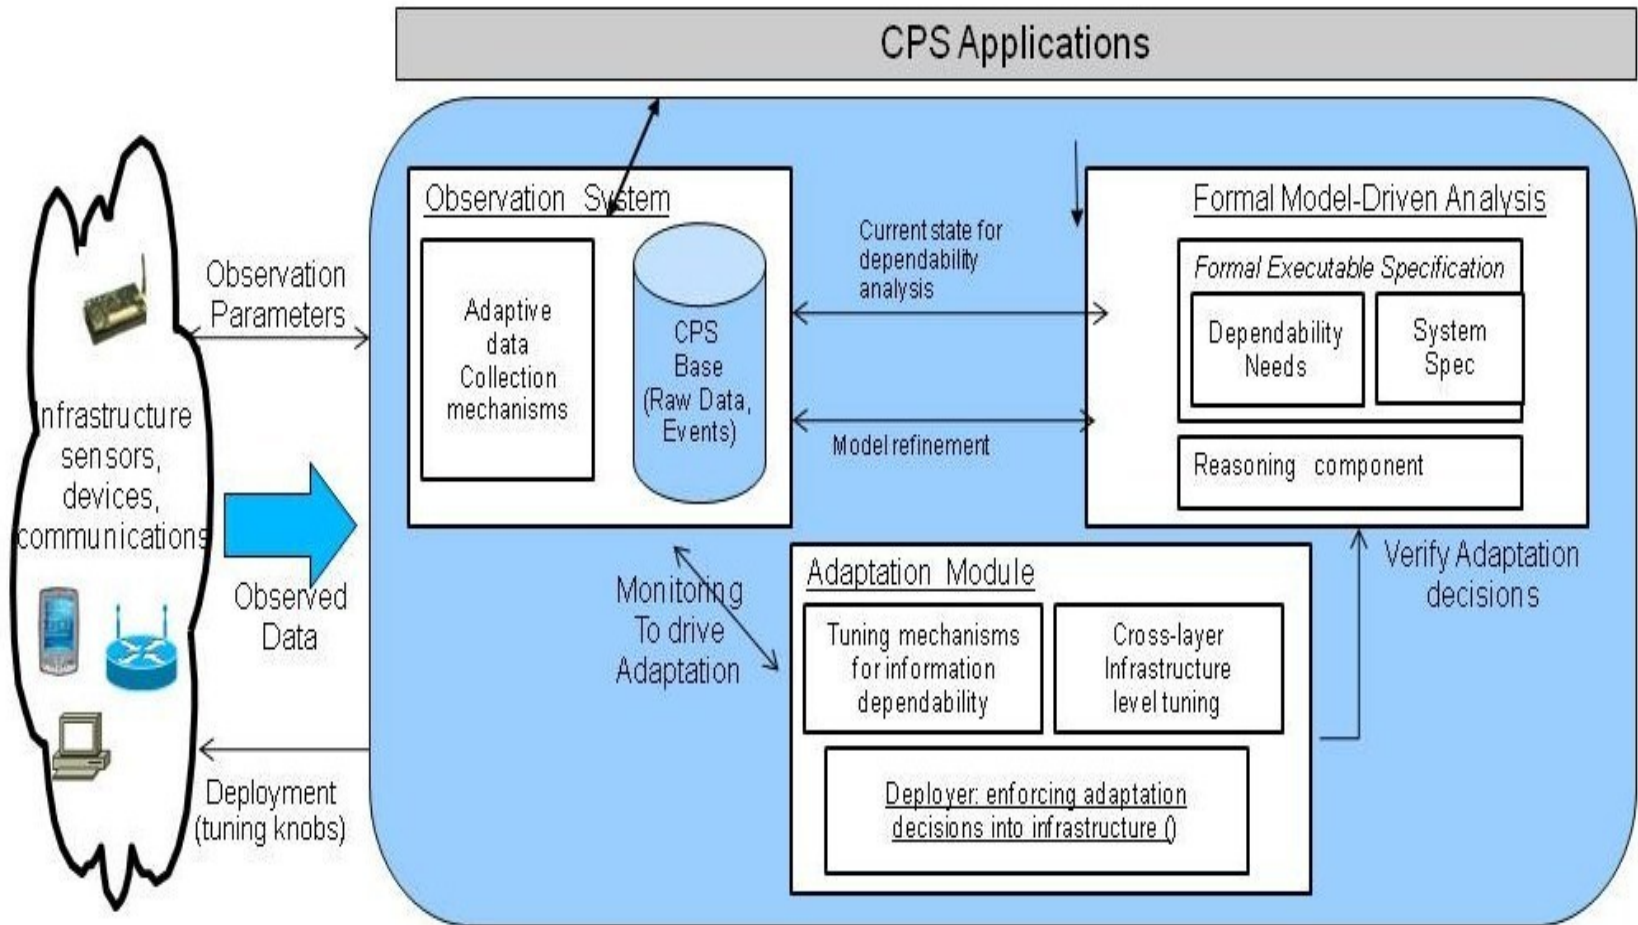 CPS Applications
Observation System
Adaptive
data
Collection
mechanisms
CPS
Base
(Raw Data,
Events)
Current state for
dependability
analysis
Model refinement
Formal Model-Driven Analysis
Formal Executable Specification
Dependability
Needs
System
Spec
Reasoning component
Observation
Parameters
Infrastructure
sensors,
devices,
communications
Observed
Data
Deployment
(tuning knobs)
Monitoring
To drive
Adaptation
Adaptation Module
Tuning mechanisms
for information
dependability
Cross-layer
Infrastructure
level tuning
Deployer: enforcing adaptation
decisions into infrastructure ()
Verify Adaptation
decisions